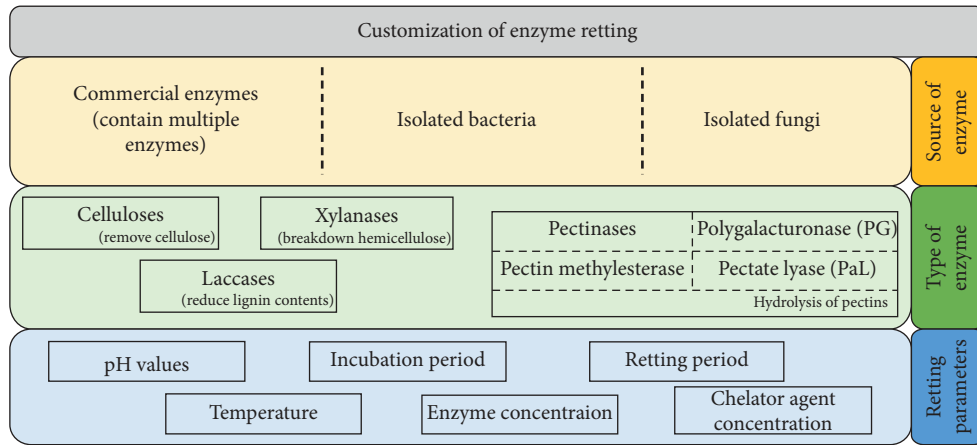 Customization of enzyme retting
Commercial enzymes
(contain multiple
enzymes)
Isolated bacteria
Isolated fungi
Source of
enzyme
Celluloses
(remove cellulose)
Xylanases
(breakdown hemicellulose)
Laccases
(reduce lignin contents)
Pectinases
Polygalacturonase (PG)
Pectin methylesterase
Pectate lyase (PaL)
Hydrolysis of pectins
Type of
enzyme
pH values
Incubation period
Retting period
Temperature
Enzyme concentraion
Chelator agent
concentration
Retting
parameters